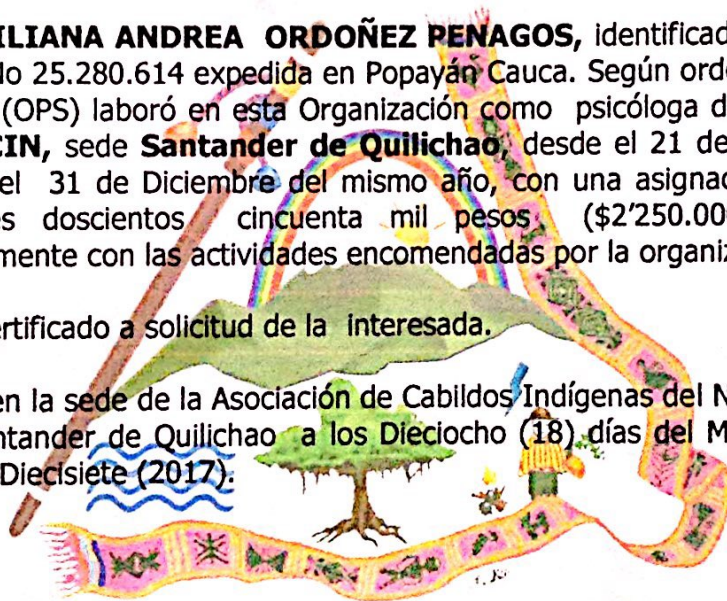 ILIANA ANDREA ORDOÑEZ PENAGOS, identificad
No 25.280.614 expedida en Popayán Cauca. Según ord
(OPS) laboró en esta Organización como psicóloga d
CIN, sede Santander de Quilichao, desde el 21 de
el 31 de Diciembre del mismo año, con una asignac
es doscientos cincuenta mil pesos ($2'250.00
mente con las actividades encomendadas por la organiz
ertificado a solicitud de la interesada.
en la sede de la Asociación de Cabildos Indígenas del N
ntander de Quilichao a los Dieciocho (18) días del M
Diecisiete (2017).